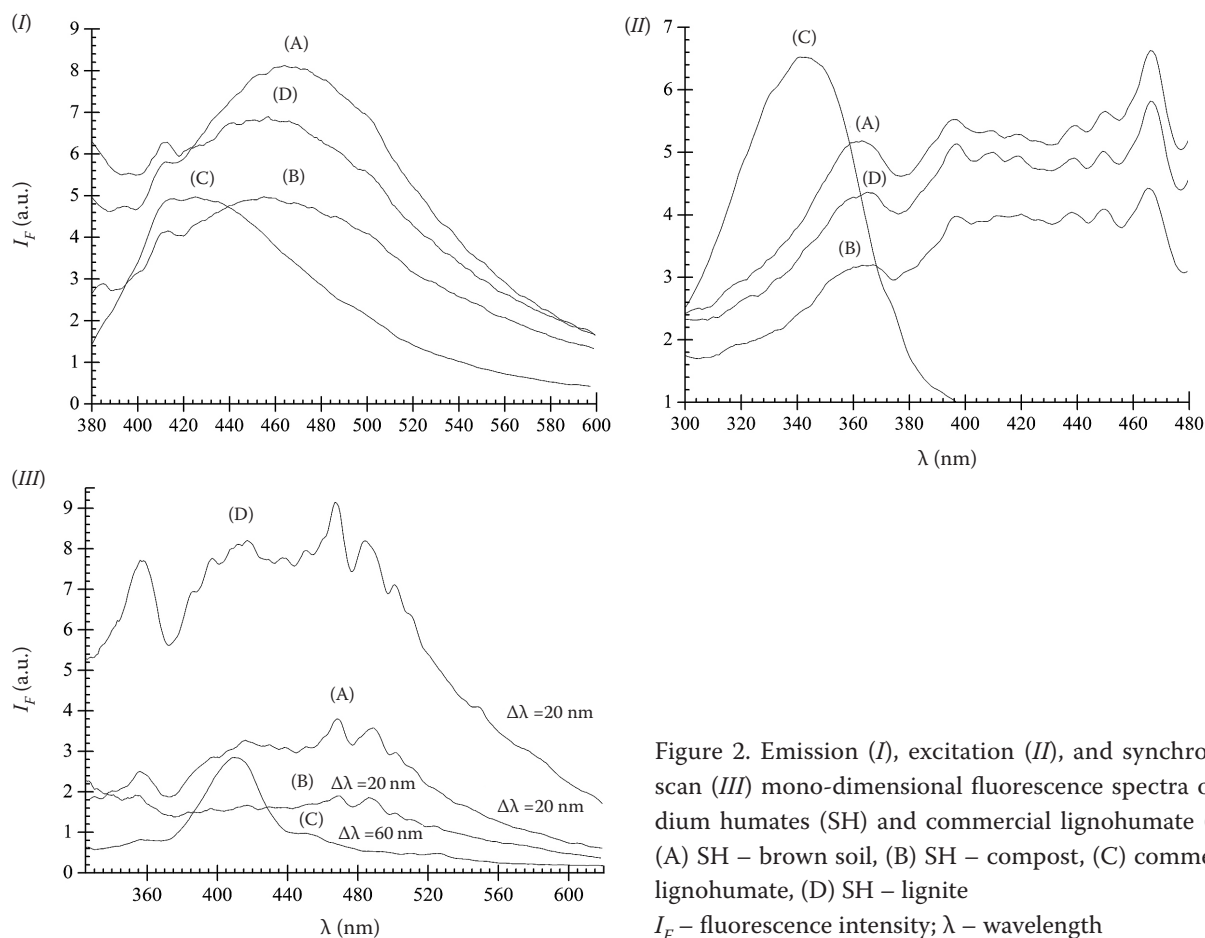 (I)
9
8
7
6
5
4
3
2
1
0
I_F (a.u.)
(A)
(D)
(C)
(B)
380 400 420 440 460 480 500 520 540 560 580 600
(II)
7
6
5
4
3
2
1
(C)
(A)
(D)
(B)
300 320 340 360 380 400 420 440 460 480
λ (nm)
(III)
9
8
7
6
5
4
3
2
1
0
I_F (a.u.)
(D)
Δλ =20 nm
(A)
(B)
Δλ =20 nm
Δλ =20 nm
(C)
Δλ =60 nm
360 400 440 480 520 560 600
λ (nm)
Figure 2. Emission (I), excitation (II), and synchro
scan (III) mono-dimensional fluorescence spectra o
dium humates (SH) and commercial lignohumate
(A) SH – brown soil, (B) SH – compost, (C) comme
lignohumate, (D) SH – lignite
I_F – fluorescence intensity; λ – wavelength